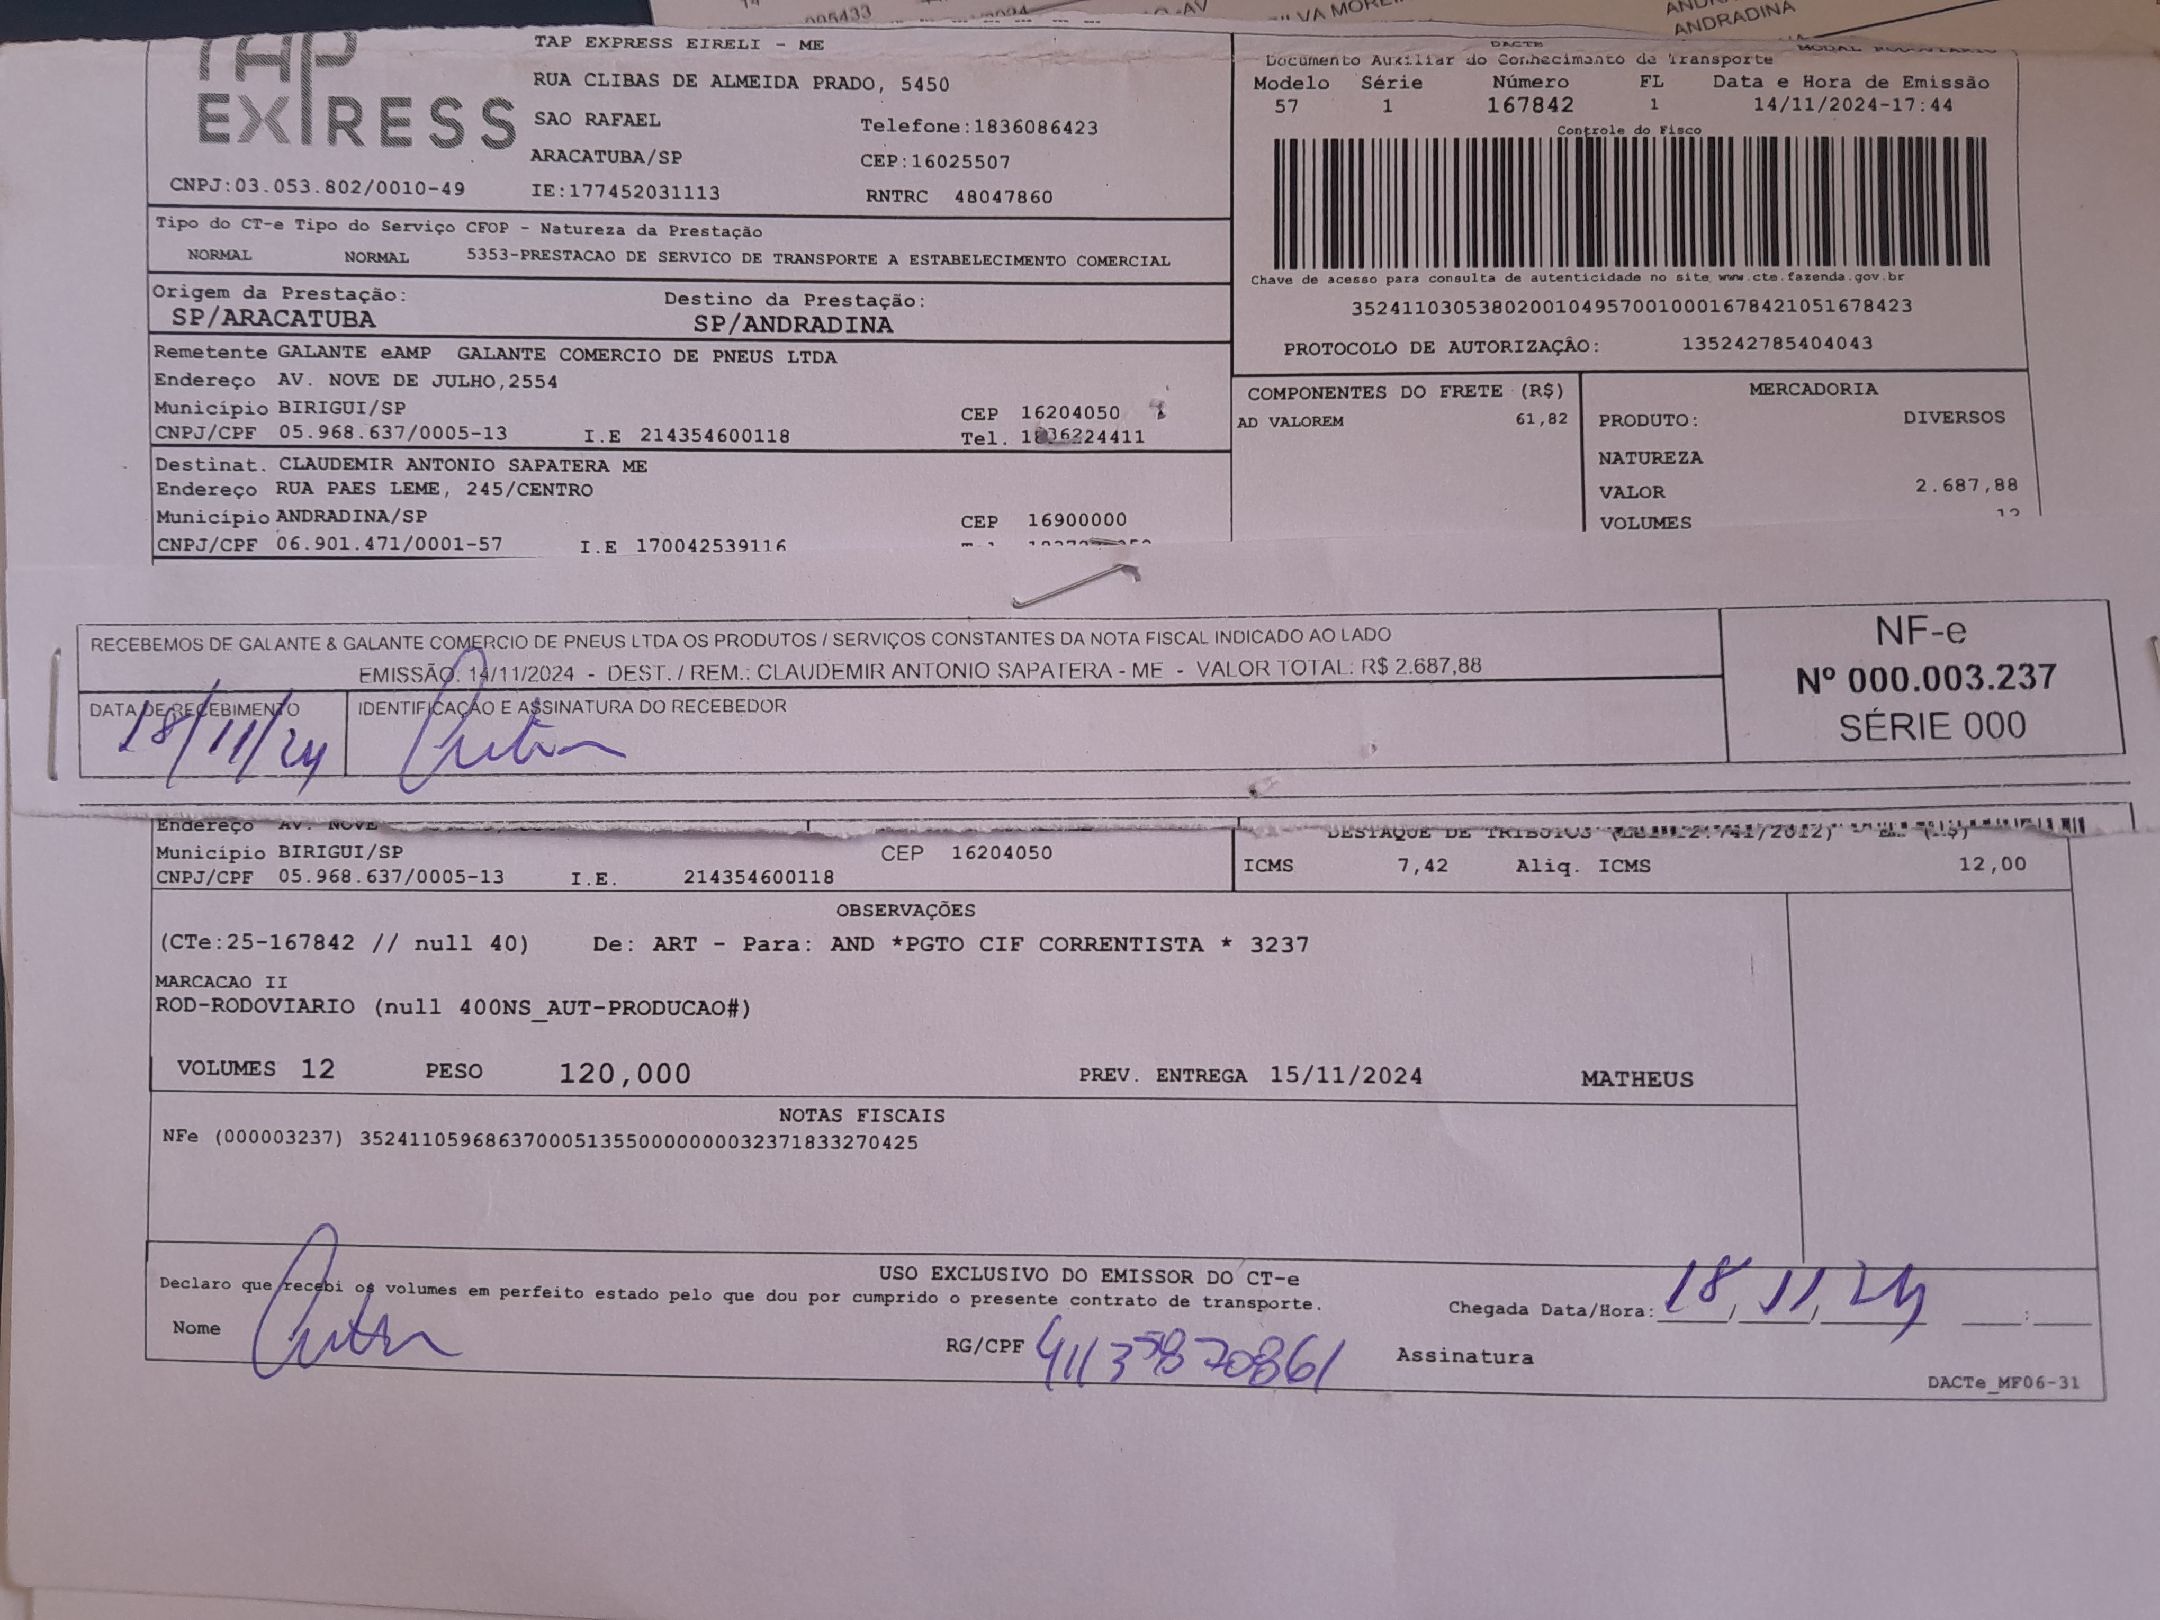 005433
ANDRADINA
TAP
EXPRESS
TAP EXPRESS EIRELI - ME
RUA CLIBAS DE ALMEIDA PRADO, 5450
SAO RAFAEL
Telefone:1836086423
ARACATUBA/SP
CEP:16025507
CNPJ:03.053.802/0010-49
IE:177452031113
RNTRC 48047860
DACTE
Documento Auxiliar do Conhecimento de Transporte
Modelo Série Número FL Data e Hora de Emissão
57 1 167842 1 14/11/2024-17:44
Controle do Fisco
Chave de acesso para consulta de autenticidade no site www.cte.fazenda.gov.br
35241103053802001049570010001678421051678423
PROTOCOLO DE AUTORIZAÇÃO: 135242785404043
Tipo do CT-e Tipo do Serviço CFOP - Natureza da Prestação
NORMAL NORMAL 5353-PRESTACAO DE SERVICO DE TRANSPORTE A ESTABELECIMENTO COMERCIAL
Origem da Prestação: Destino da Prestação:
SP/ARACATUBA SP/ANDRADINA
Remetente GALANTE eAMP GALANTE COMERCIO DE PNEUS LTDA
Endereço AV. NOVE DE JULHO,2554
Município BIRIGUI/SP CEP 16204050
CNPJ/CPF 05.968.637/0005-13 I.E 214354600118 Tel. 1836224411
Destinat. CLAUDEMIR ANTONIO SAPATERA ME
Endereço RUA PAES LEME, 245/CENTRO
Município ANDRADINA/SP CEP 16900000
CNPJ/CPF 06.901.471/0001-57 I.E 170042539116
COMPONENTES DO FRETE (R$)
AD VALOREM 61,82
MERCADORIA
PRODUTO: DIVERSOS
NATUREZA
VALOR 2.687,88
VOLUMES 12
RECEBEMOS DE GALANTE & GALANTE COMERCIO DE PNEUS LTDA OS PRODUTOS / SERVIÇOS CONSTANTES DA NOTA FISCAL INDICADO AO LADO
EMISSÃO: 14/11/2024 - DEST. / REM.: CLAUDEMIR ANTONIO SAPATERA - ME - VALOR TOTAL: R$ 2.687,88
DATA DE RECEBIMENTO
18/11/24
IDENTIFICAÇÃO E ASSINATURA DO RECEBEDOR
NF-e
Nº 000.003.237
SÉRIE 000
Endereço AV. NOVE
Município BIRIGUI/SP CEP 16204050
CNPJ/CPF 05.968.637/0005-13 I.E. 214354600118
DESTAQUE DE TRIBUTOS
ICMS 7,42 Aliq. ICMS 12,00
OBSERVAÇÕES
(CTe:25-167842 // null 40) De: ART - Para: AND *PGTO CIF CORRENTISTA * 3237
MARCACAO II
ROD-RODOVIARIO (null 400NS_AUT-PRODUCAO#)
VOLUMES 12 PESO 120,000 PREV. ENTREGA 15/11/2024 MATHEUS
NOTAS FISCAIS
NFe (000003237) 35241105968637000513550000000032371833270425
USO EXCLUSIVO DO EMISSOR DO CT-e
Declaro que recebi os volumes em perfeito estado pelo que dou por cumprido o presente contrato de transporte.
Chegada Data/Hora: 18/11/24 :
Nome
RG/CPF 41135870861
Assinatura
DACTe_MF06-31